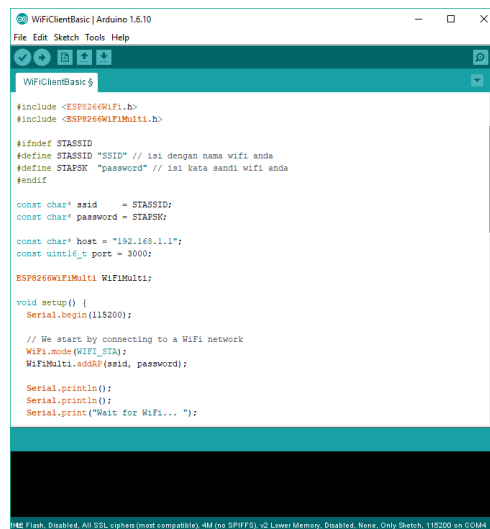 WiFiClientBasic | Arduino 1.6.10
File Edit Sketch Tools Help
WiFiClientBasic §
#include <ESP8266WiFi.h>
#include <ESP8266WiFiMulti.h>
#ifndef STASSID
#define STASSID "SSID" // isi dengan nama wifi anda
#define STAPSK  "password" // isi kata sandi wifi anda
#endif
const char* ssid     = STASSID;
const char* password = STAPSK;
const char* host = "192.168.1.1";
const uint16_t port = 3000;
ESP8266WiFiMulti WiFiMulti;
void setup() {
  Serial.begin(115200);
  // We start by connecting to a WiFi network
  WiFi.mode(WIFI_STA);
  WiFiMulti.addAP(ssid, password);
  Serial.println();
  Serial.println();
  Serial.print("Wait for WiFi... ");
Flash, Disabled, All SSL ciphers (most compatible), 4M (no SPIFFS), v2 Lower Memory, Disabled, None, Only Sketch, 115200 on COM4